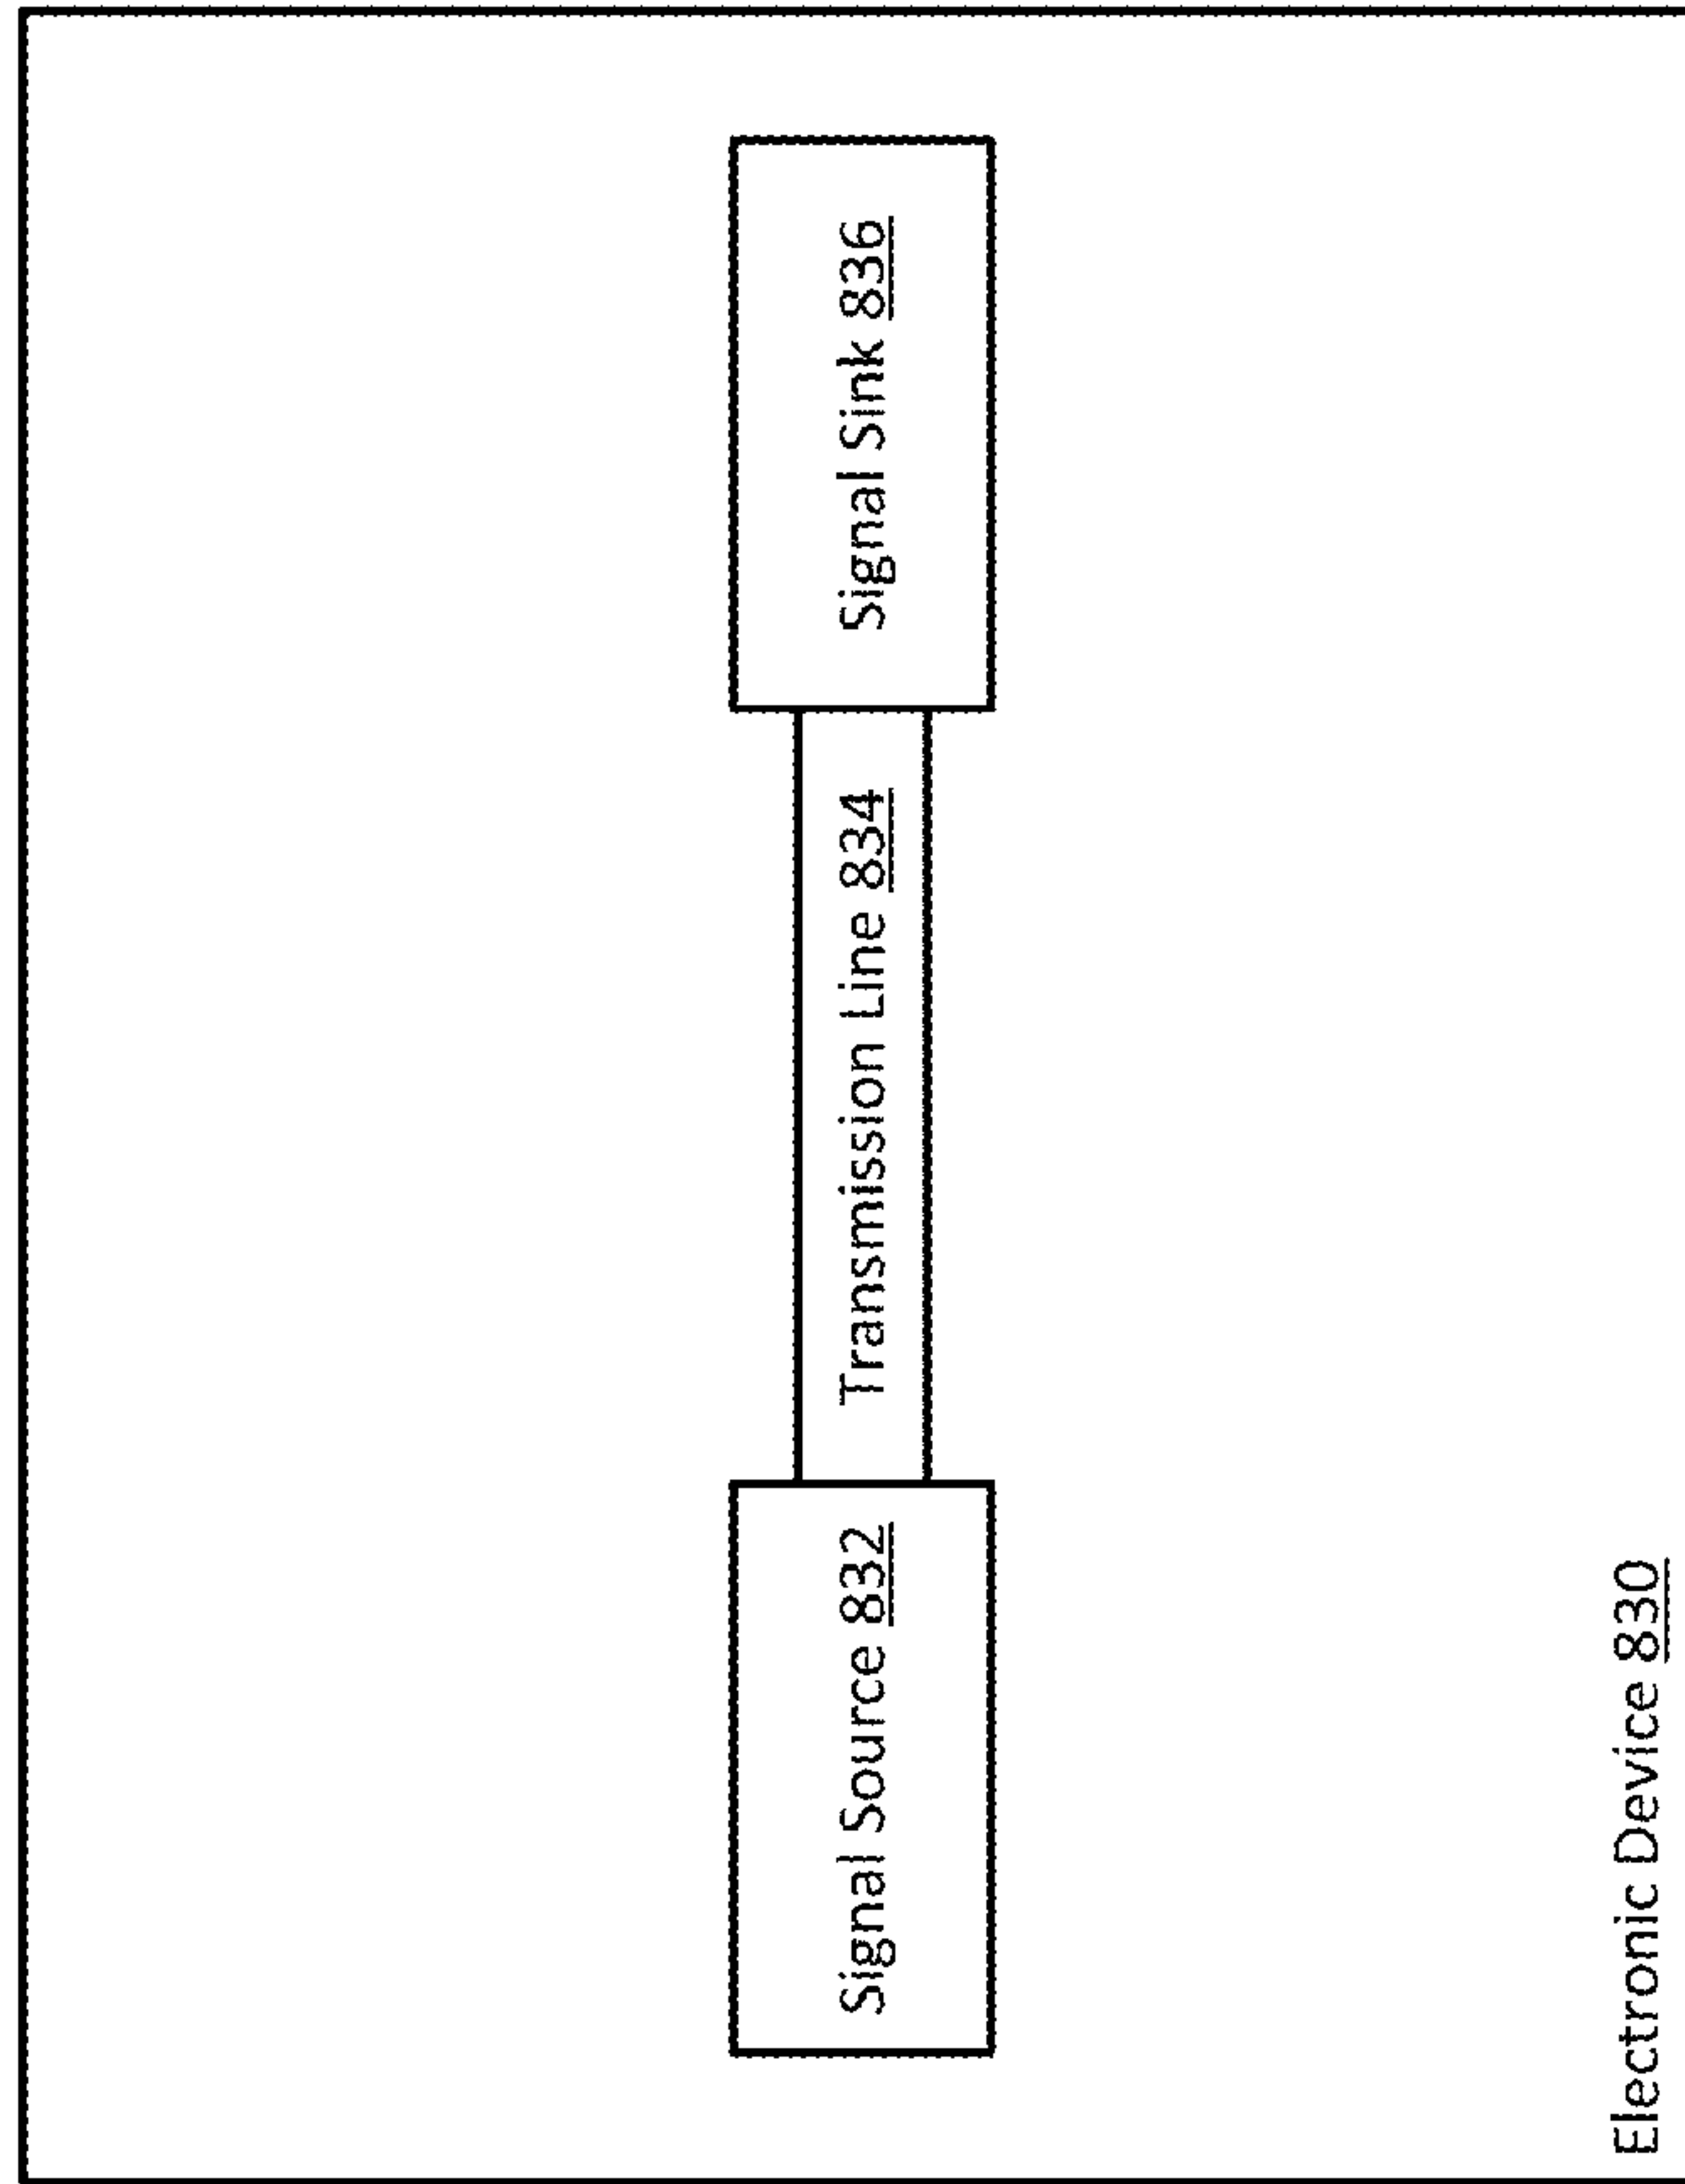 Signal Source 832
Transmission Line 834
Signal Sink 836
Electronic Device 830